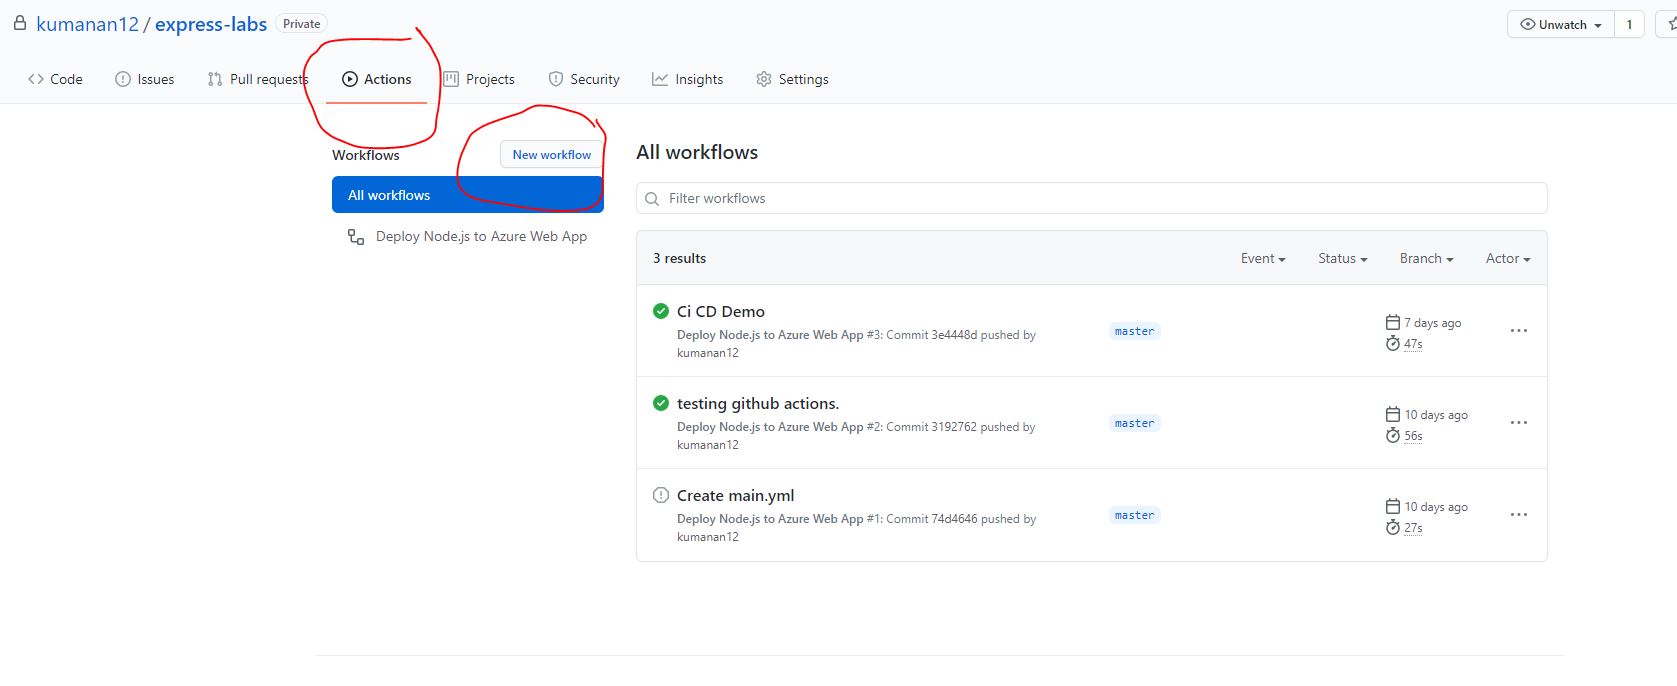 kumanan12 / express-labs Private
Unwatch 1
Code Issues Pull requests Actions Projects Security Insights Settings
Workflows New workflow
All workflows
Deploy Node.js to Azure Web App
All workflows
Filter workflows
3 results Event Status Branch Actor
Ci CD Demo
Deploy Node.js to Azure Web App #3: Commit 3e4448d pushed by
kumanan12
master
7 days ago
47s
testing github actions.
Deploy Node.js to Azure Web App #2: Commit 3192762 pushed by
kumanan12
master
10 days ago
56s
Create main.yml
Deploy Node.js to Azure Web App #1: Commit 74d4646 pushed by
kumanan12
master
10 days ago
27s